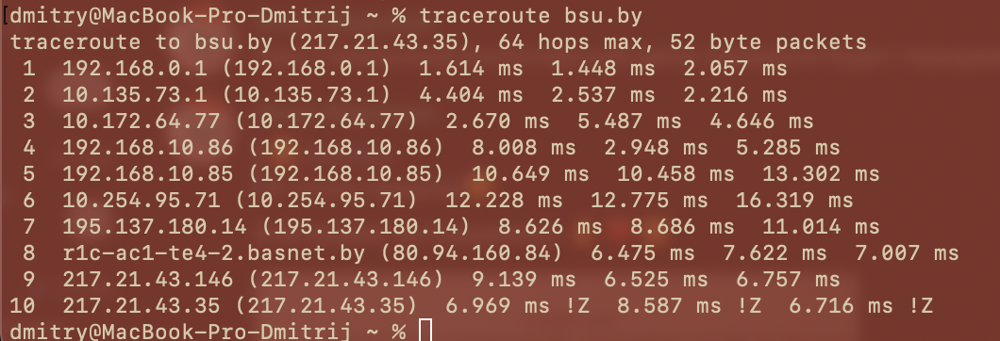 [dmitry@MacBook-Pro-Dmitrij ~ % traceroute bsu.by
traceroute to bsu.by (217.21.43.35), 64 hops max, 52 byte packets
 1  192.168.0.1 (192.168.0.1)  1.614 ms  1.448 ms  2.057 ms
 2  10.135.73.1 (10.135.73.1)  4.404 ms  2.537 ms  2.216 ms
 3  10.172.64.77 (10.172.64.77)  2.670 ms  5.487 ms  4.646 ms
 4  192.168.10.86 (192.168.10.86)  8.008 ms  2.948 ms  5.285 ms
 5  192.168.10.85 (192.168.10.85)  10.649 ms  10.458 ms  13.302 ms
 6  10.254.95.71 (10.254.95.71)  12.228 ms  12.775 ms  16.319 ms
 7  195.137.180.14 (195.137.180.14)  8.626 ms  8.686 ms  11.014 ms
 8  r1c-ac1-te4-2.basnet.by (80.94.160.84)  6.475 ms  7.622 ms  7.007 ms
 9  217.21.43.146 (217.21.43.146)  9.139 ms  6.525 ms  6.757 ms
10  217.21.43.35 (217.21.43.35)  6.969 ms !Z  8.587 ms !Z  6.716 ms !Z
dmitry@MacBook-Pro-Dmitrij ~ %